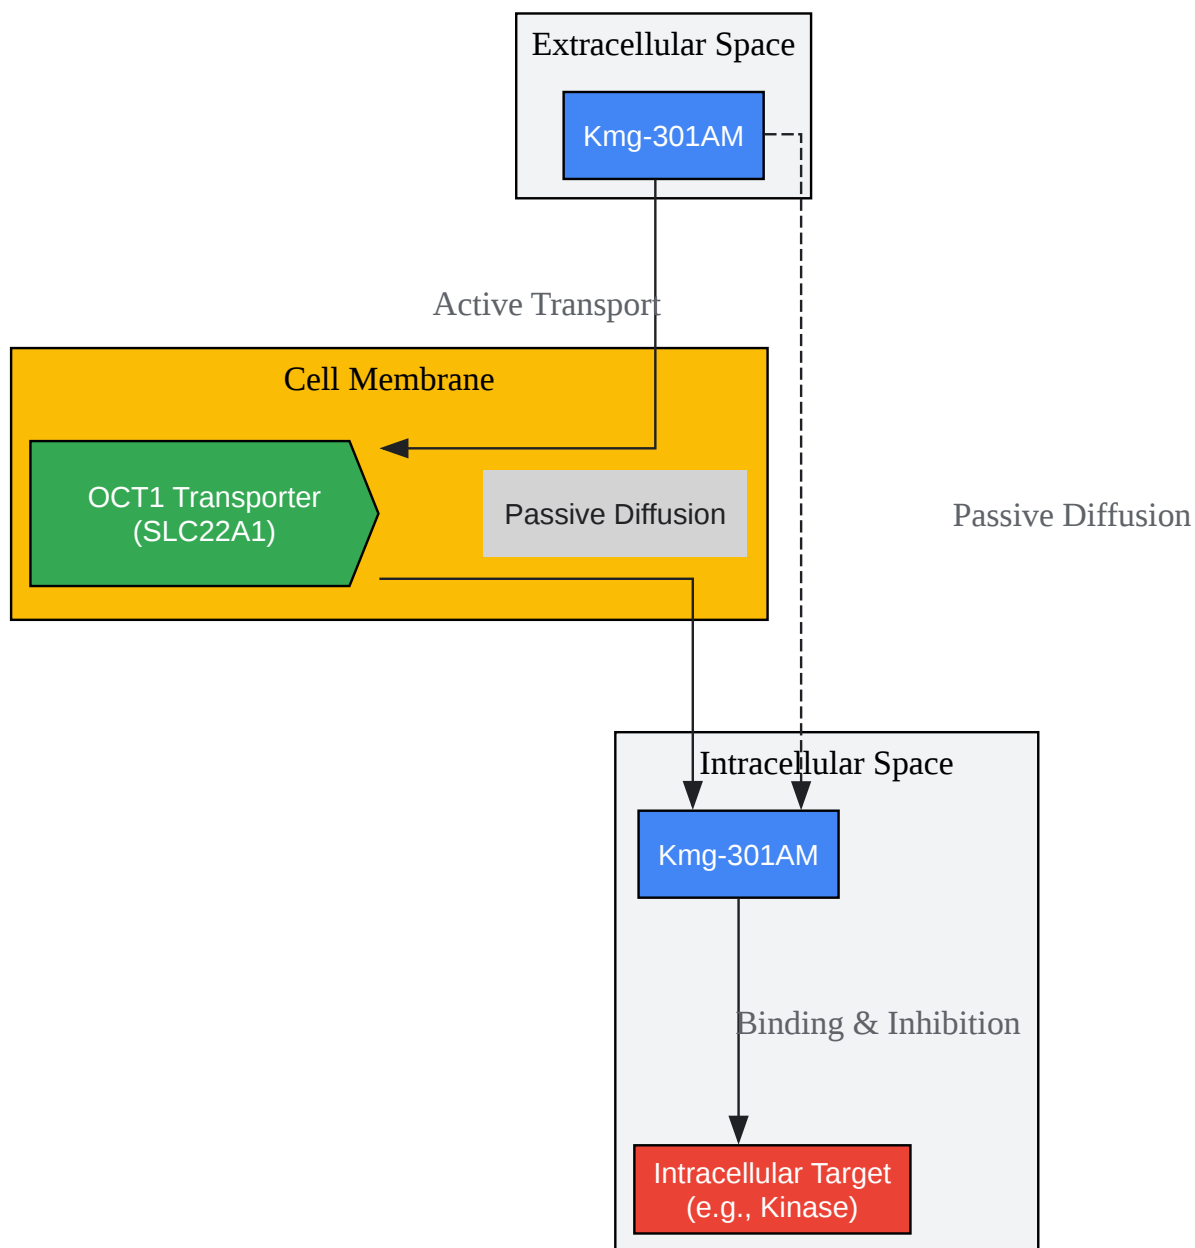 Extracellular Space
Kmg-301AM
Active Transport
Cell Membrane
OCT1 Transporter
(SLC22A1)
Passive Diffusion
Passive Diffusion
Intracellular Space
Kmg-301AM
Binding & Inhibition
Intracellular Target
(e.g., Kinase)